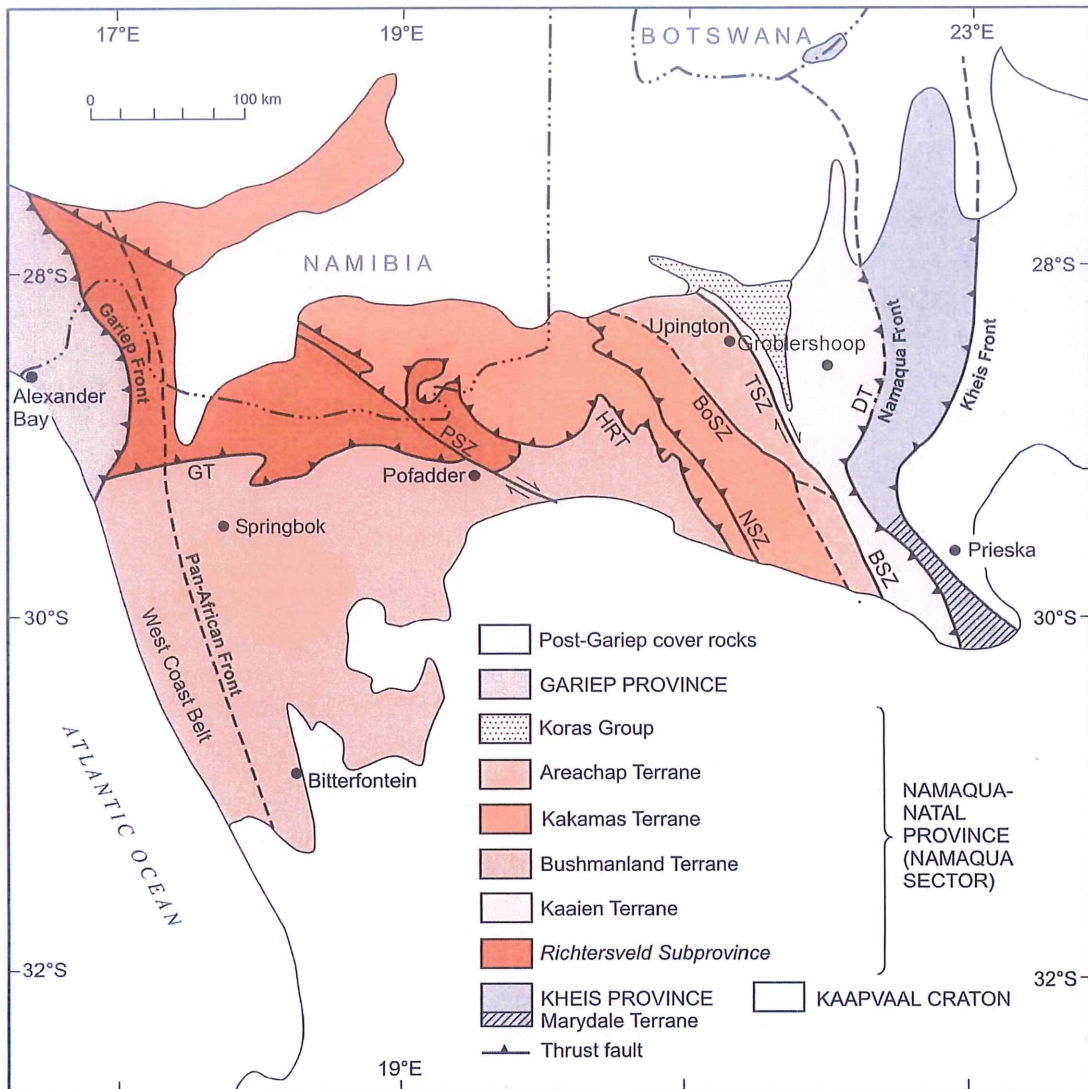 17°E
19°E
23°E
BOTSWANA
0
100 km
28°S
NAMIBIA
28°S
Gariep Front
Upington
Groblershoop
Namaqua Front
Kheis Front
Alexander
Bay
TSZ
DT
BoSZ
HRT
PSZ
GT
Pofadder
Springbok
NSZ
BSZ
Prieska
30°S
30°S
Pan-African Front
West Coast Belt
Bitterfontein
ATLANTIC OCEAN
Post-Gariep cover rocks
GARIEP PROVINCE
Koras Group
Areachap Terrane
Kakamas Terrane
Bushmanland Terrane
Kaaien Terrane
Richtersveld Subprovince
NAMAQUA-
NATAL
PROVINCE
(NAMAQUA
SECTOR)
32°S
32°S
KHEIS PROVINCE
Marydale Terrane
KAAPVAAL CRATON
Thrust fault
19°E